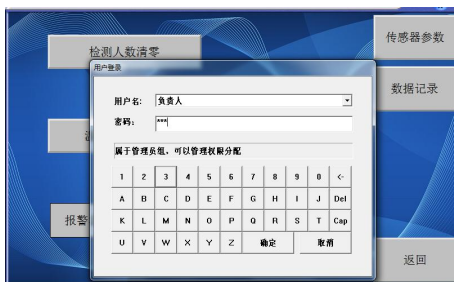 传感器参数
检测人数清零
用户登录
数据记录
用户名: 负责人
密码: ***
属于管理员组、可以管理权限分配
1 2 3 4 5 6 7 8 9 0 <-
A B C D E F G H I J Del
K L M N O P Q R S T Cap
U V W X Y Z 确定 取消
报警
返回